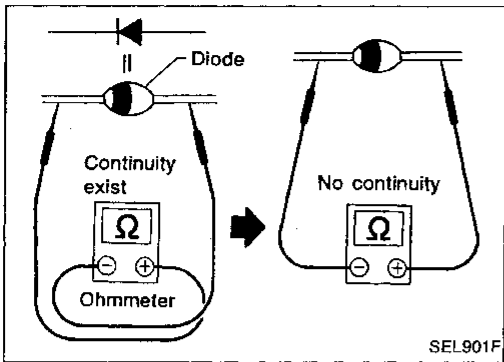 Diode
Continuity
exist
Ω
⊖ ⊕
Ohmmeter
No continuity
Ω
⊖ ⊕
SEL901F